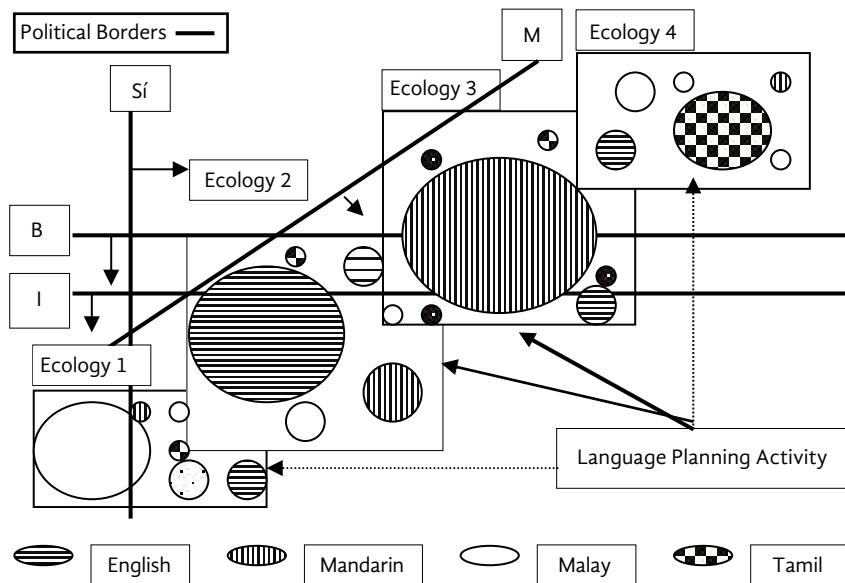 Political Borders
M
Ecology 4
Sí
Ecology 3
Ecology 2
B
I
Ecology 1
Language Planning Activity
English
Mandarin
Malay
Tamil